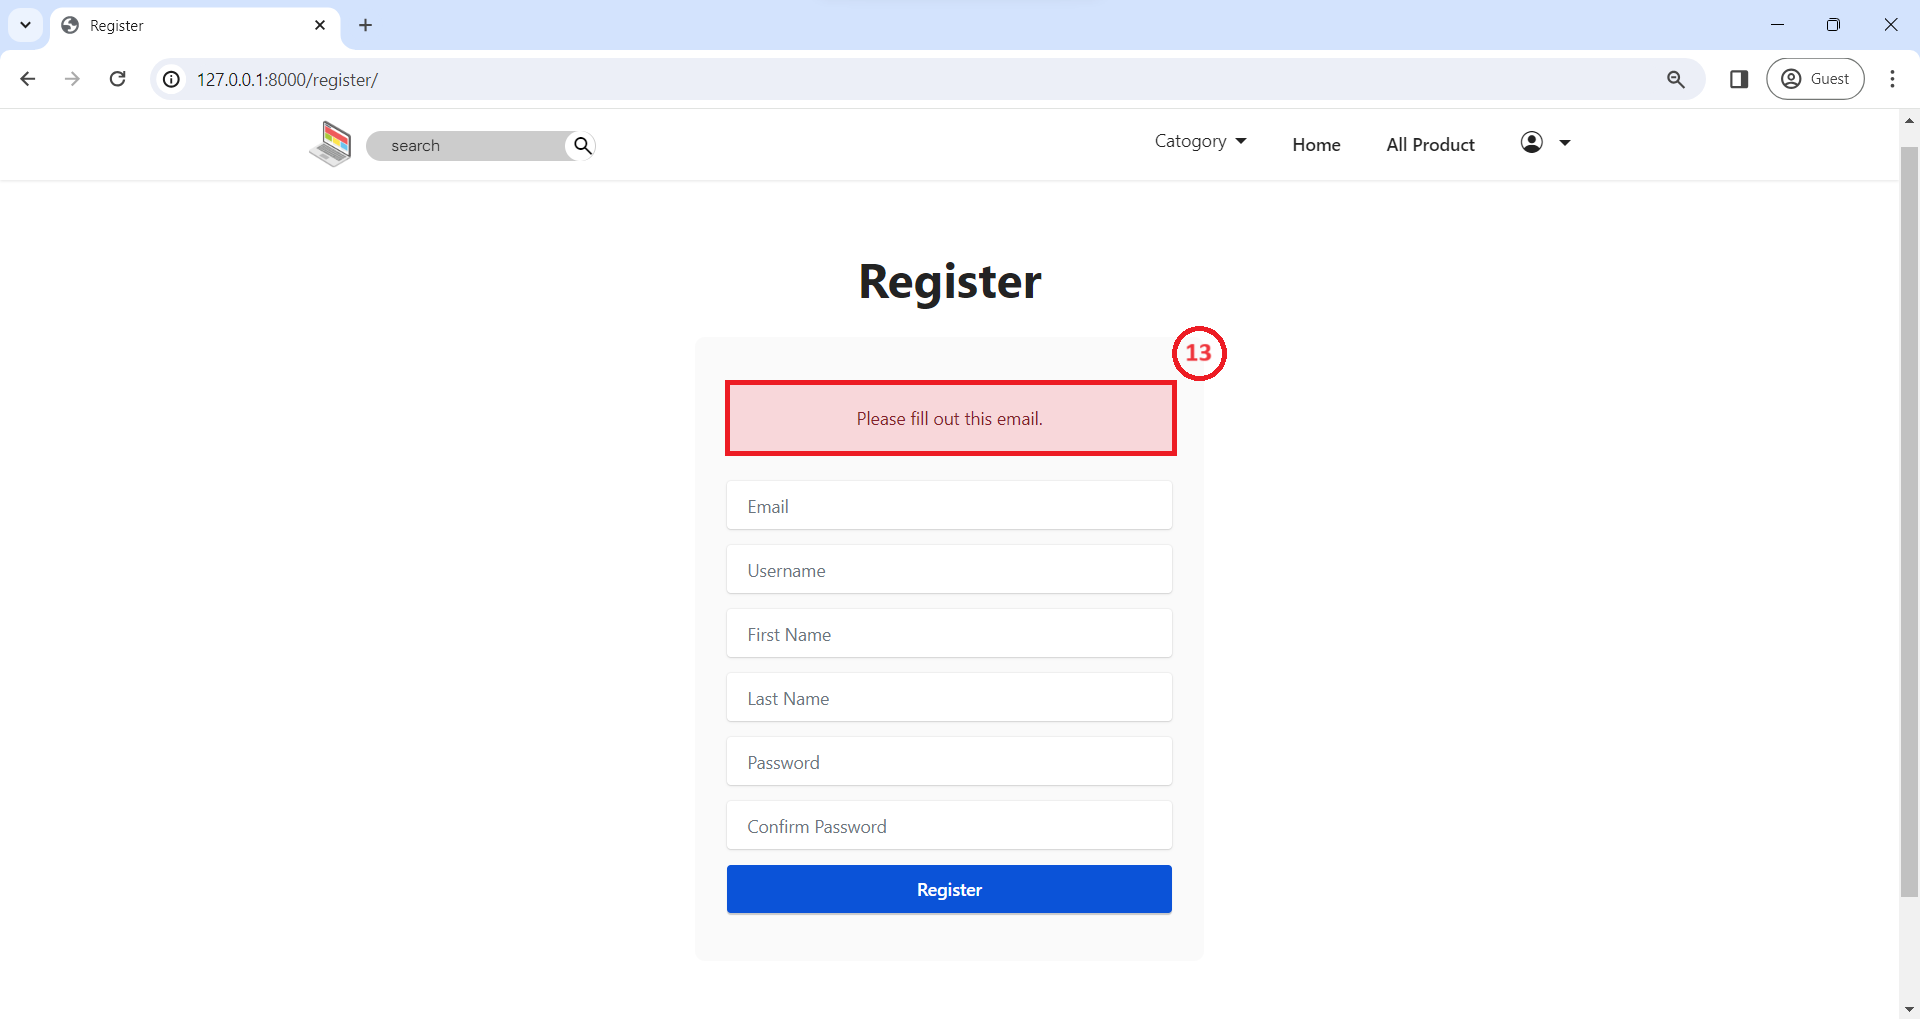 Register
127.0.0.1:8000/register/
Guest
search
Catogory
Home
All Product
Register
13
Please fill out this email.
Email
Username
First Name
Last Name
Password
Confirm Password
Register